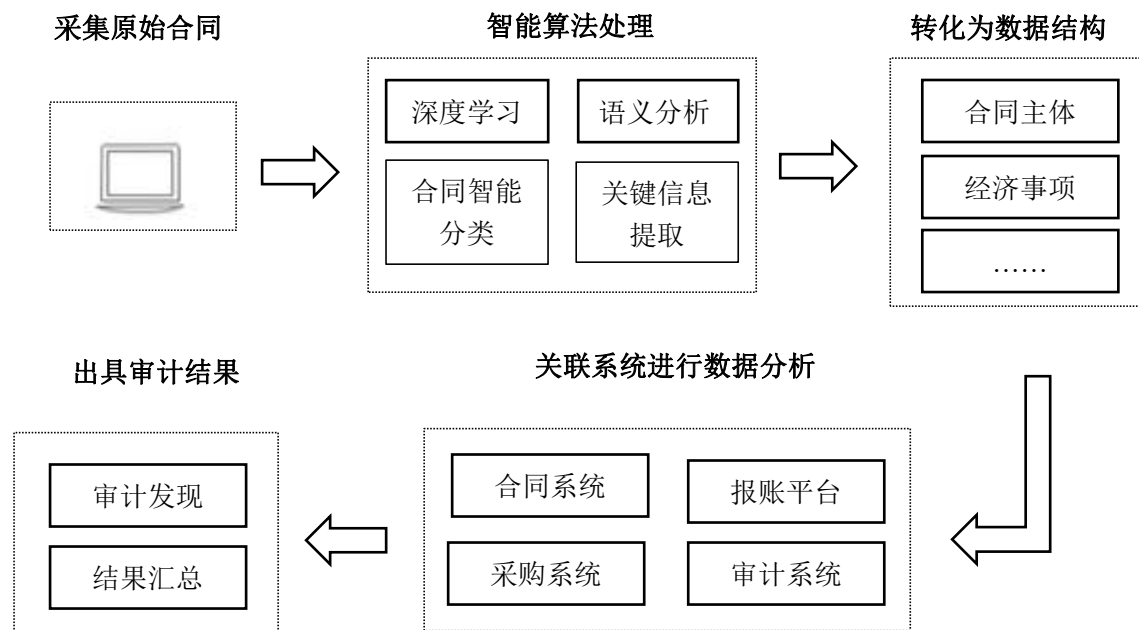 采集原始合同
智能算法处理
转化为数据结构
深度学习
语义分析
合同智能
分类
关键信息
提取
合同主体
经济事项
……
出具审计结果
关联系统进行数据分析
审计发现
结果汇总
合同系统
报账平台
采购系统
审计系统